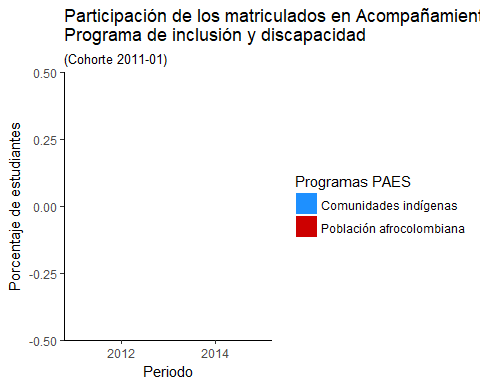 Participación de los matriculados en Acompañamient
Programa de inclusión y discapacidad
(Cohorte 2011-01)
Porcentaje de estudiantes
0.50
0.25
0.00
-0.25
-0.50
2012 2014
Periodo
Programas PAES
Comunidades indígenas
Población afrocolombiana